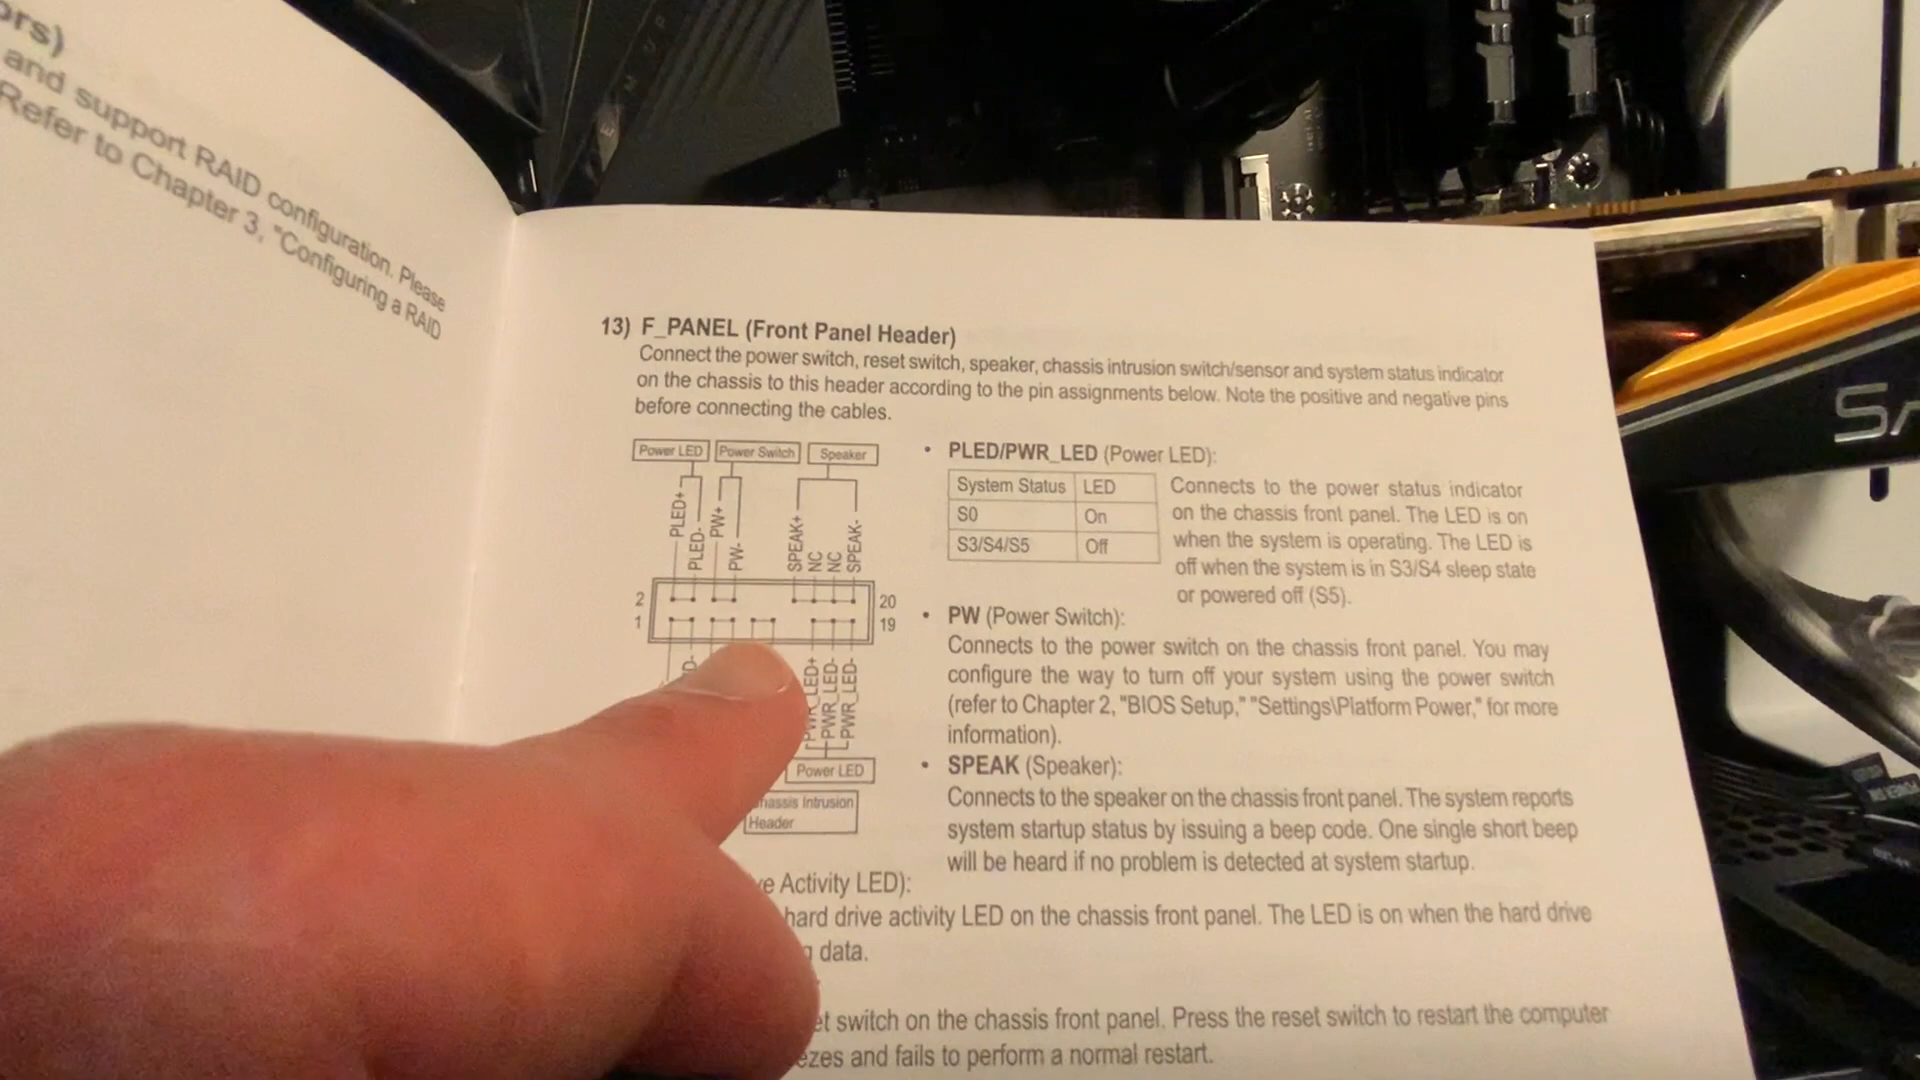 ors)
and support RAID configuration. Please
Refer to Chapter 3, "Configuring a RAID
13) F_PANEL (Front Panel Header)
Connect the power switch, reset switch, speaker, chassis intrusion switch/sensor and system status indicator
on the chassis to this header according to the pin assignments below. Note the positive and negative pins
before connecting the cables.
Power LED Power Switch Speaker
PLED+ PLED- PW+ PW- SPEAK+ NC NC SPEAK-
2 20
1 19
D- PWR_LED+ PWR_LED- PWR_LED-
Power LED
hassis Intrusion
Header
• PLED/PWR_LED (Power LED):
System Status LED
S0 On
S3/S4/S5 Off
Connects to the power status indicator
on the chassis front panel. The LED is on
when the system is operating. The LED is
off when the system is in S3/S4 sleep state
or powered off (S5).
• PW (Power Switch):
Connects to the power switch on the chassis front panel. You may
configure the way to turn off your system using the power switch
(refer to Chapter 2, "BIOS Setup," "Settings\Platform Power," for more
information).
• SPEAK (Speaker):
Connects to the speaker on the chassis front panel. The system reports
system startup status by issuing a beep code. One single short beep
will be heard if no problem is detected at system startup.
ve Activity LED):
hard drive activity LED on the chassis front panel. The LED is on when the hard drive
data.
et switch on the chassis front panel. Press the reset switch to restart the computer
ezes and fails to perform a normal restart.
SA